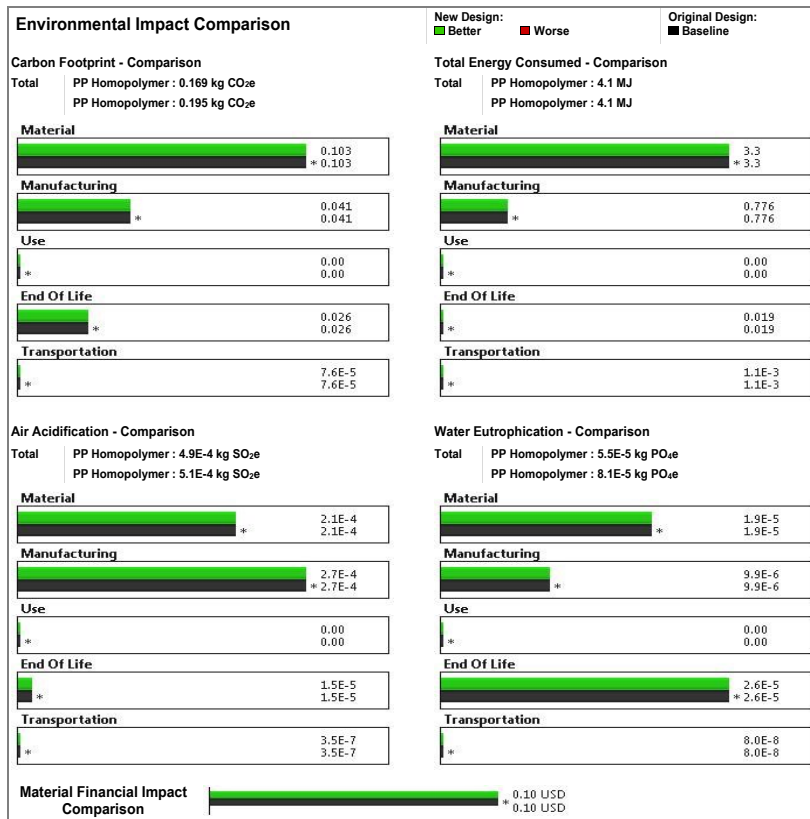 Environmental Impact Comparison
New Design:
Better Worse
Original Design:
Baseline
Carbon Footprint - Comparison
Total PP Homopolymer : 0.169 kg CO₂e
PP Homopolymer : 0.195 kg CO₂e
Material
0.103
* 0.103
Manufacturing
0.041
* 0.041
Use
0.00
* 0.00
End Of Life
0.026
* 0.026
Transportation
7.6E-5
* 7.6E-5
Total Energy Consumed - Comparison
Total PP Homopolymer : 4.1 MJ
PP Homopolymer : 4.1 MJ
Material
3.3
* 3.3
Manufacturing
0.776
* 0.776
Use
0.00
* 0.00
End Of Life
0.019
* 0.019
Transportation
1.1E-3
* 1.1E-3
Air Acidification - Comparison
Total PP Homopolymer : 4.9E-4 kg SO₂e
PP Homopolymer : 5.1E-4 kg SO₂e
Material
2.1E-4
* 2.1E-4
Manufacturing
2.7E-4
* 2.7E-4
Use
0.00
* 0.00
End Of Life
1.5E-5
* 1.5E-5
Transportation
3.5E-7
* 3.5E-7
Water Eutrophication - Comparison
Total PP Homopolymer : 5.5E-5 kg PO₄e
PP Homopolymer : 8.1E-5 kg PO₄e
Material
1.9E-5
* 1.9E-5
Manufacturing
9.9E-6
* 9.9E-6
Use
0.00
* 0.00
End Of Life
2.6E-5
* 2.6E-5
Transportation
8.0E-8
* 8.0E-8
Material Financial Impact
Comparison
0.10 USD
* 0.10 USD